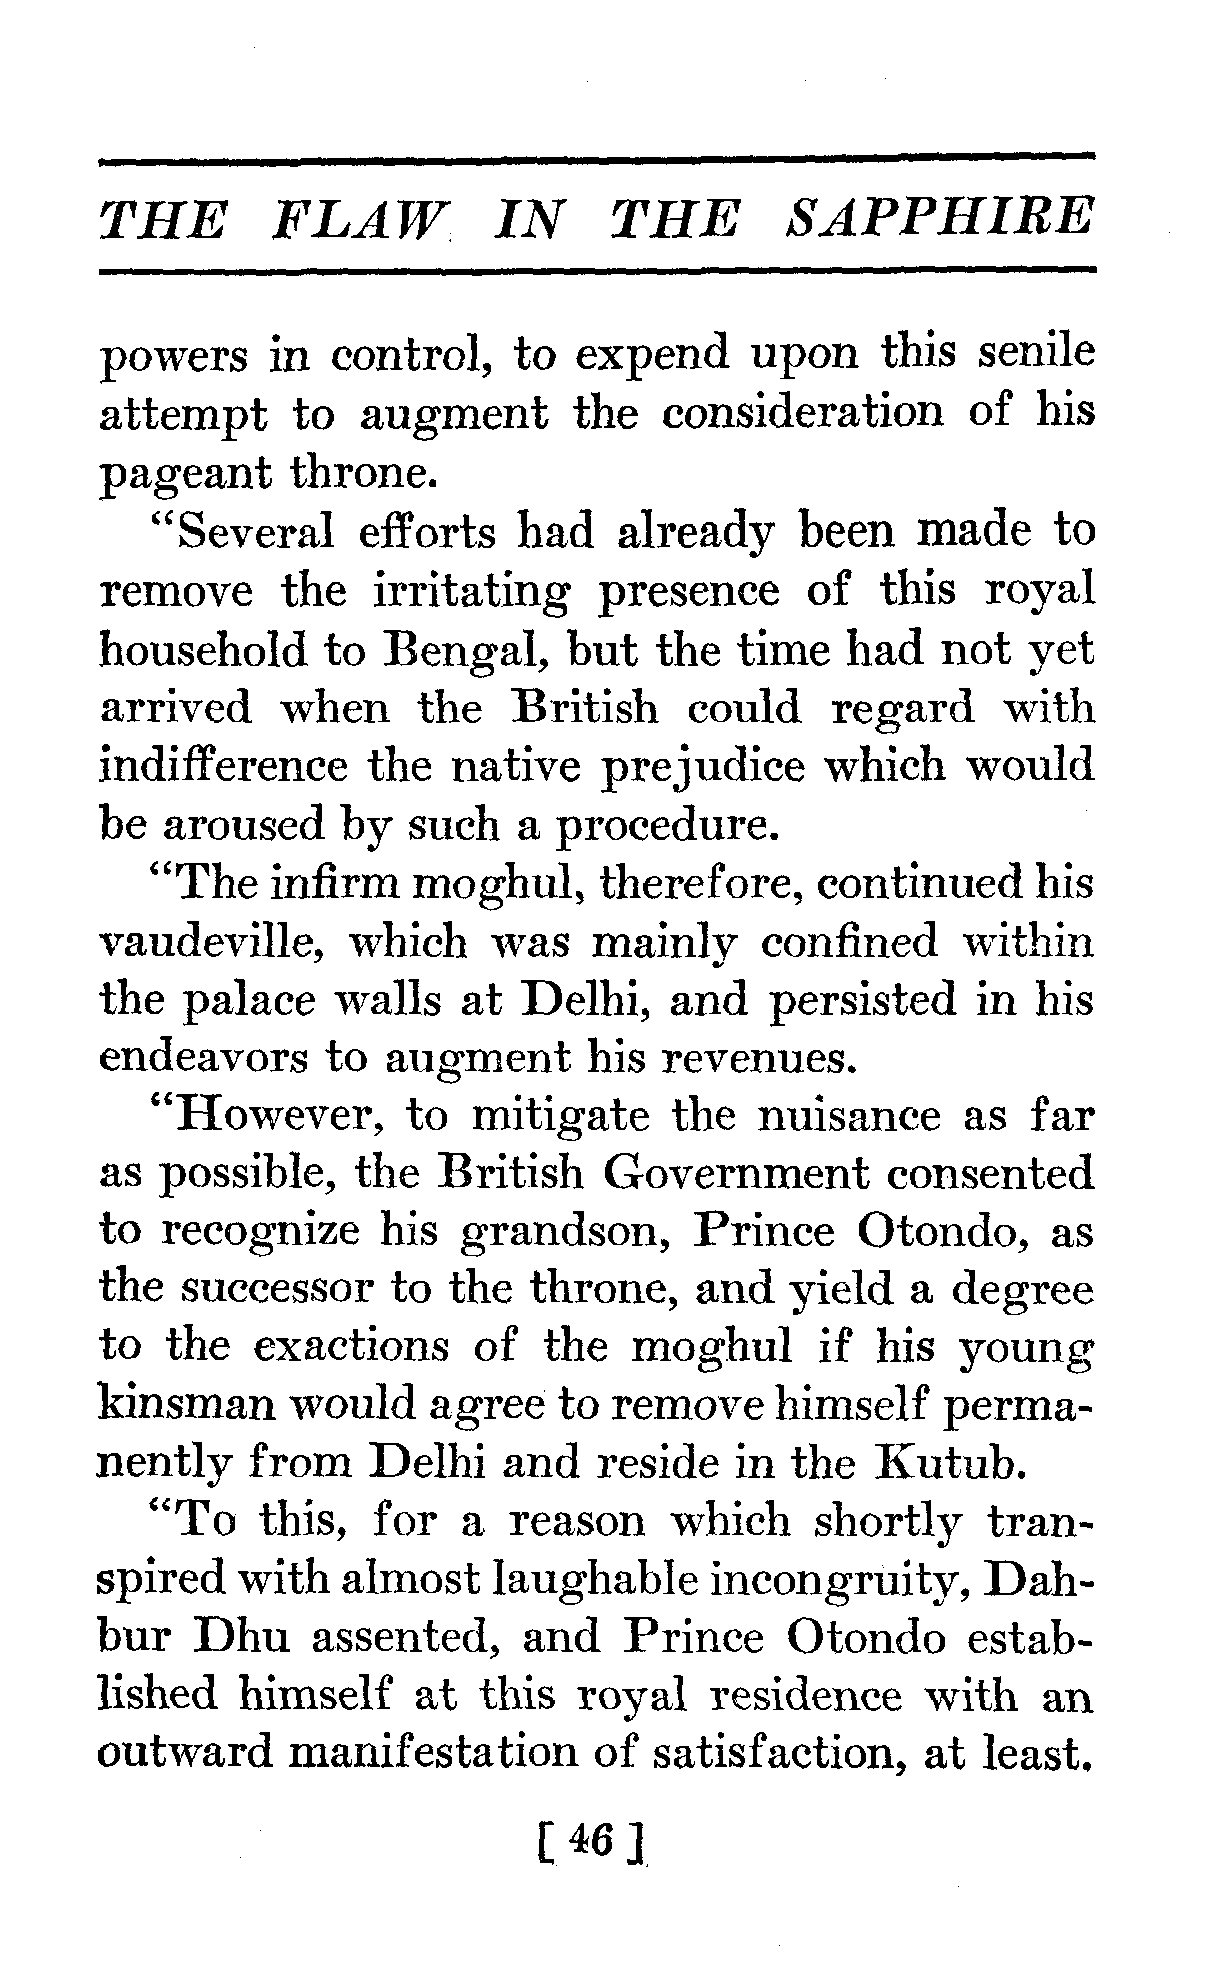 THE FLAW IN THE SAPPHIRE
powers in control, to expend upon this senile
attempt to augment the consideration of his
pageant throne.
“Several efforts had already been made to
remove the irritating presence of this royal
household to Bengal, but the time had not yet
arrived when the British could regard with
indifference the native prejudice which would
be aroused by such a procedure.
“The infirm moghul, therefore, continued his
vaudeville, which was mainly confined within
the palace walls at Delhi, and persisted in his
endeavors to augment his revenues.
“However, to mitigate the nuisance as far
as possible, the British Government consented
to recognize his grandson, Prince Otondo, as
the successor to the throne, and yield a degree
to the exactions of the moghul if his young
kinsman would agree to remove himself perma-
nently from Delhi and reside in the Kutub.
“To this, for a reason which shortly tran-
spired with almost laughable incongruity, Dah-
bur Dhu assented, and Prince Otondo estab-
lished himself at this royal residence with an
outward manifestation of satisfaction, at least.
[ 46 ]